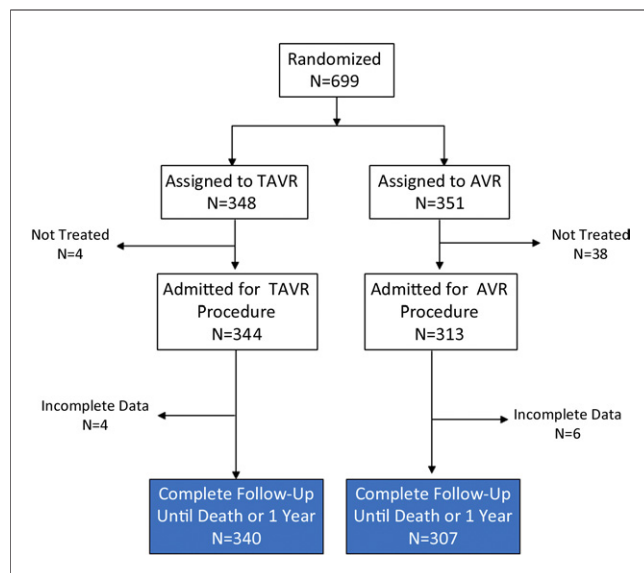 Randomized
N=699
Assigned to TAVR
N=348
Assigned to AVR
N=351
Not Treated
N=4
Not Treated
N=38
Admitted for TAVR
Procedure
N=344
Admitted for AVR
Procedure
N=313
Incomplete Data
N=4
Incomplete Data
N=6
Complete Follow-Up
Until Death or 1 Year
N=340
Complete Follow-Up
Until Death or 1 Year
N=307